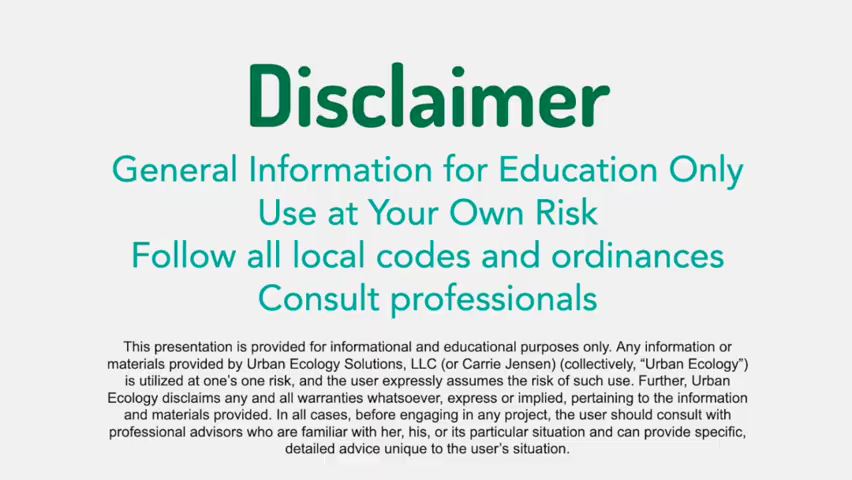 Disclaimer
General Information for Education Only
Use at Your Own Risk
Follow all local codes and ordinances
Consult professionals
This presentation is provided for informational and educational purposes only. Any information or
materials provided by Urban Ecology Solutions, LLC (or Carrie Jensen) (collectively, “Urban Ecology”)
is utilized at one’s one risk, and the user expressly assumes the risk of such use. Further, Urban
Ecology disclaims any and all warranties whatsoever, express or implied, pertaining to the information
and materials provided. In all cases, before engaging in any project, the user should consult with
professional advisors who are familiar with her, his, or its particular situation and can provide specific,
detailed advice unique to the user’s situation.